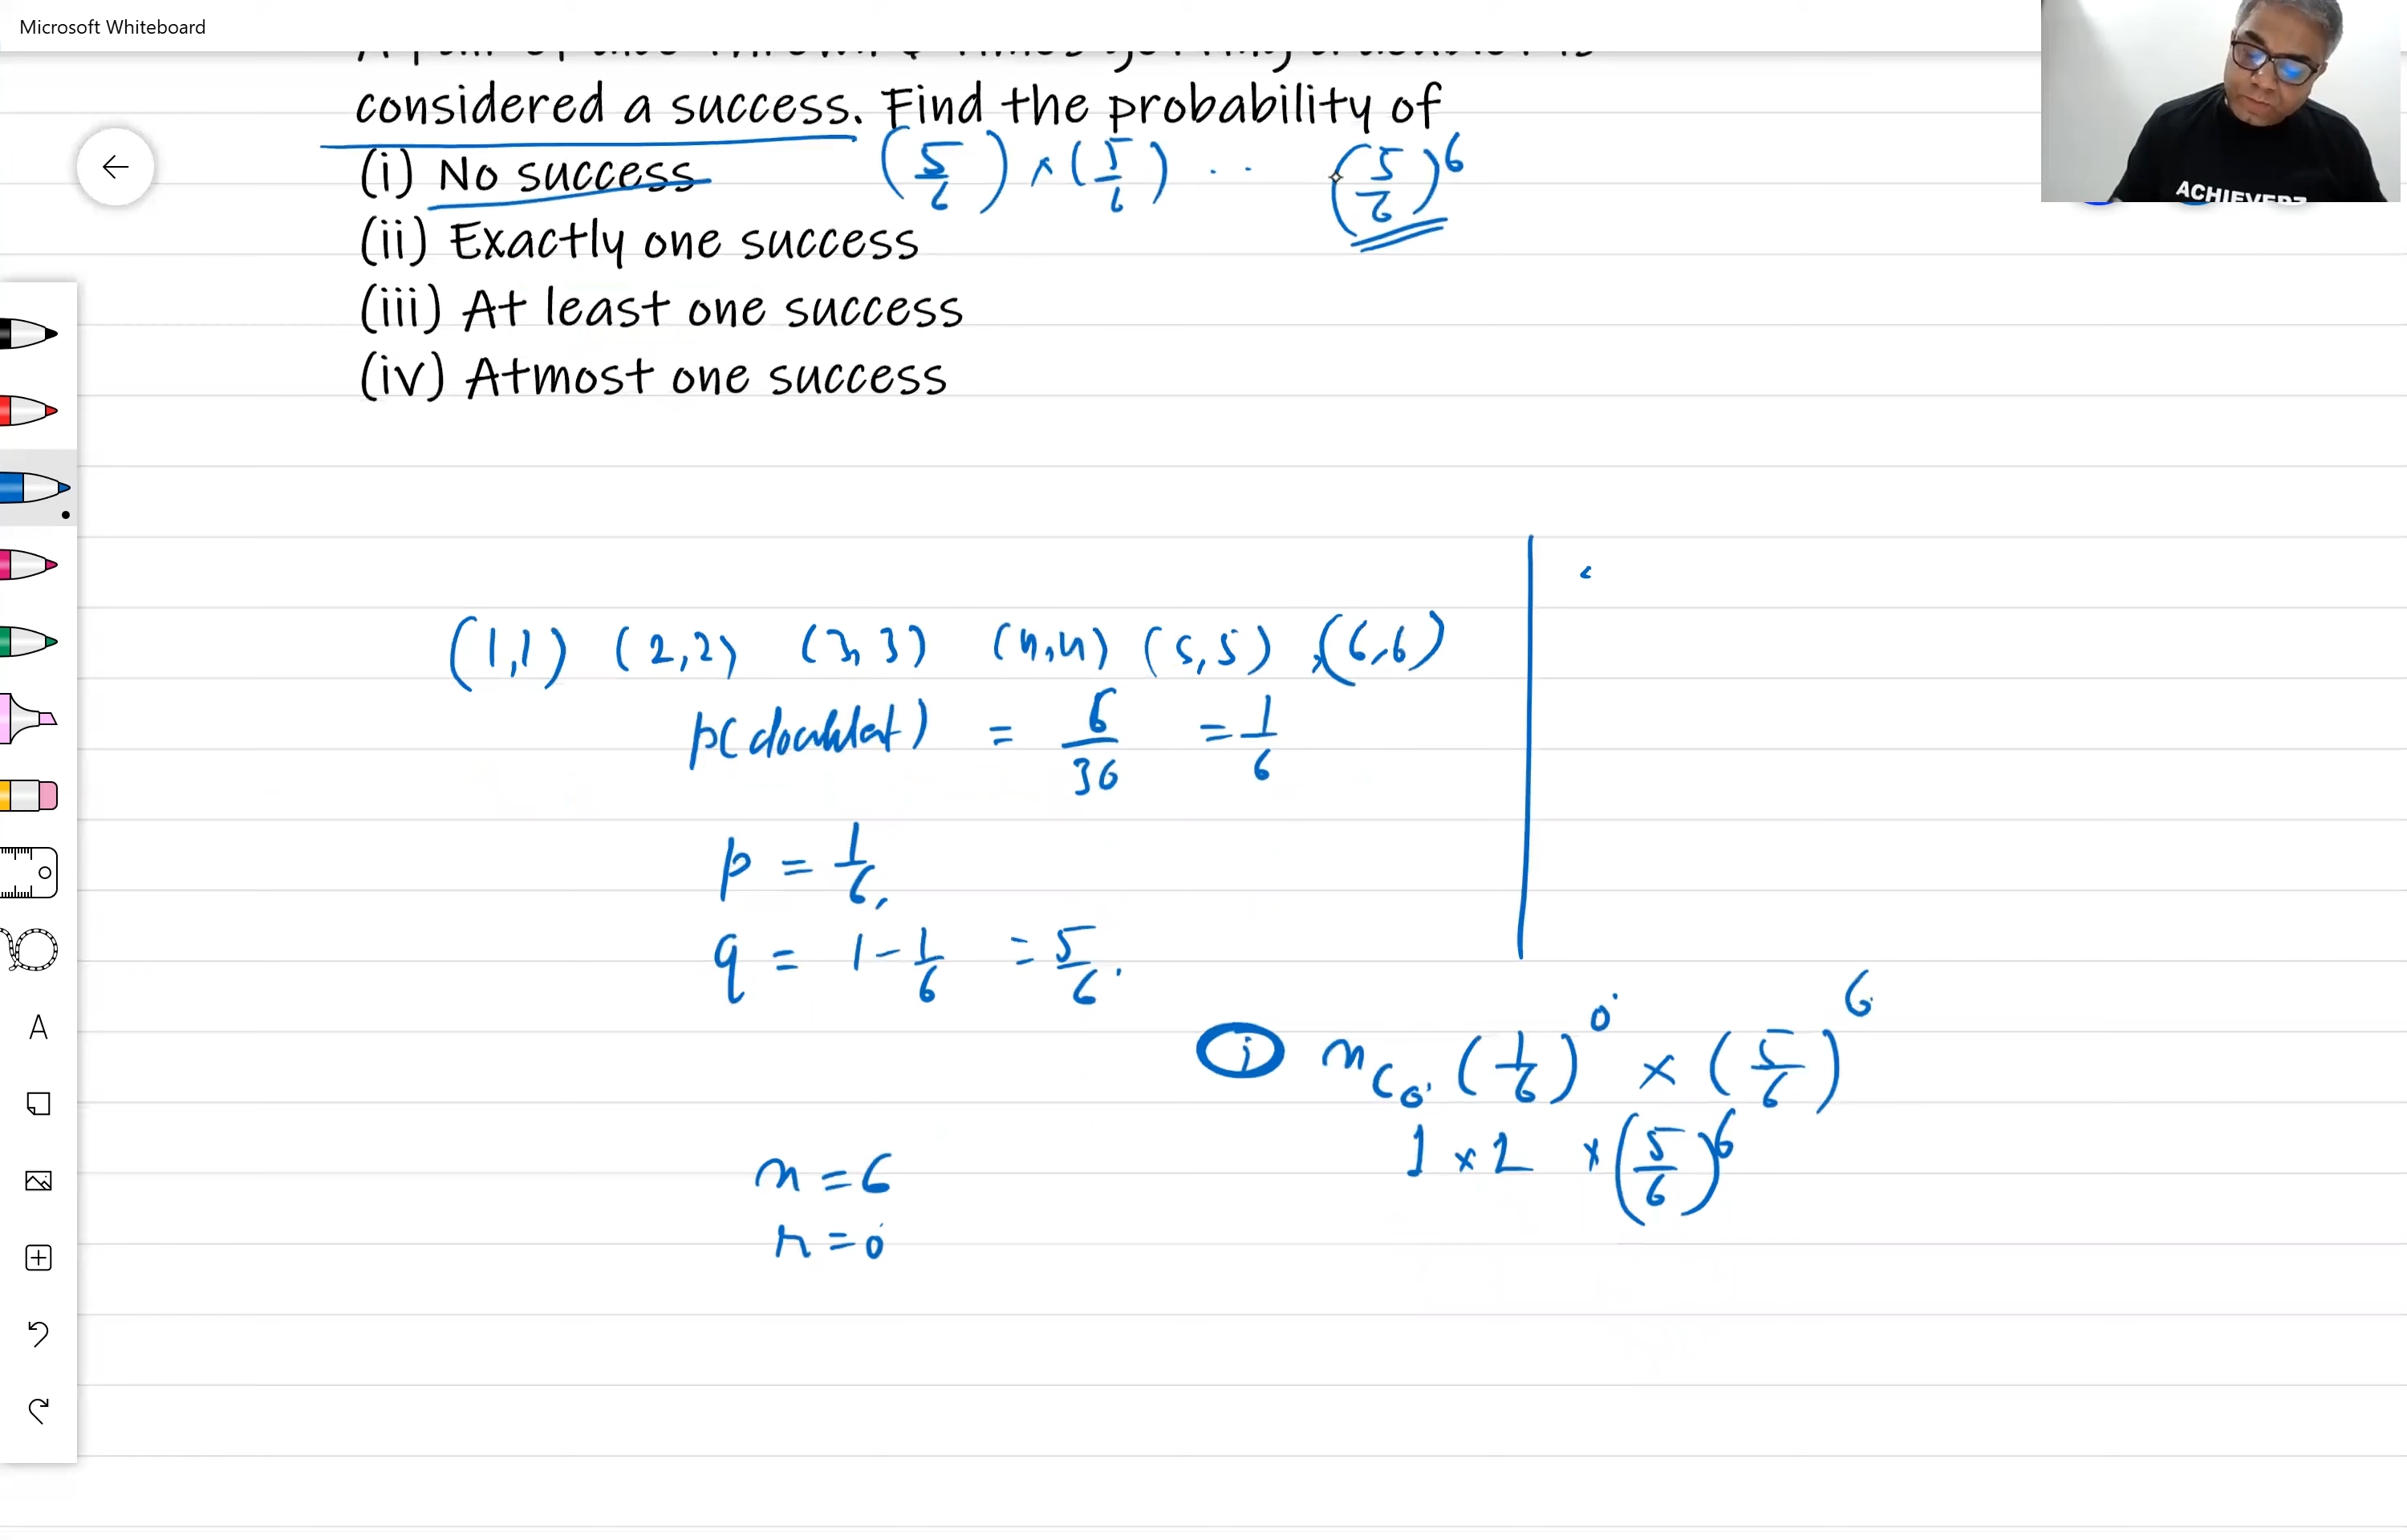 Microsoft Whiteboard
considered a success. Find the probability of
(i) No success (5/6) × (5/6) .. (5/6)^6
(ii) Exactly one success
(iii) At least one success
(iv) Atmost one success
(1,1) (2,2) (3,3) (4,4) (5,5), (6,6)
p(doublet) = 6/36 = 1/6
p = 1/6,
q = 1 - 1/6 = 5/6.
(i) nC0 (1/6)^0 × (5/6)^6
1 × 1 × (5/6)^6
n = 6
r = 0
ACHIEVERZ
A